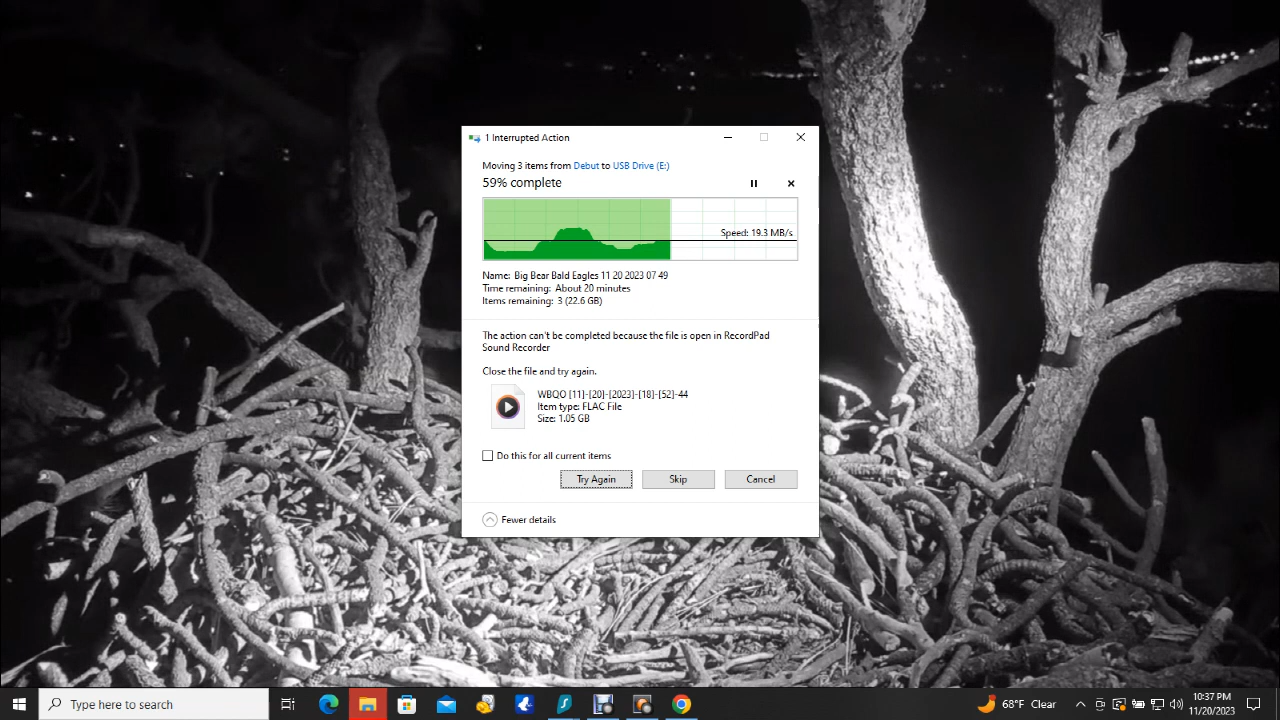 1 Interrupted Action
Moving 3 items from Debut to USB Drive (E:)
59% complete
Speed: 19.3 MB/s
Name: Big Bear Bald Eagles 11 20 2023 07 49
Time remaining: About 20 minutes
Items remaining: 3 (22.6 GB)
The action can't be completed because the file is open in RecordPad
Sound Recorder
Close the file and try again.
WBQO [11]-[20]-[2023]-[18]-[52]-44
Item type: FLAC File
Size: 1.05 GB
Do this for all current items
Try Again
Skip
Cancel
Fewer details
Type here to search
68°F Clear
10:37 PM
11/20/2023